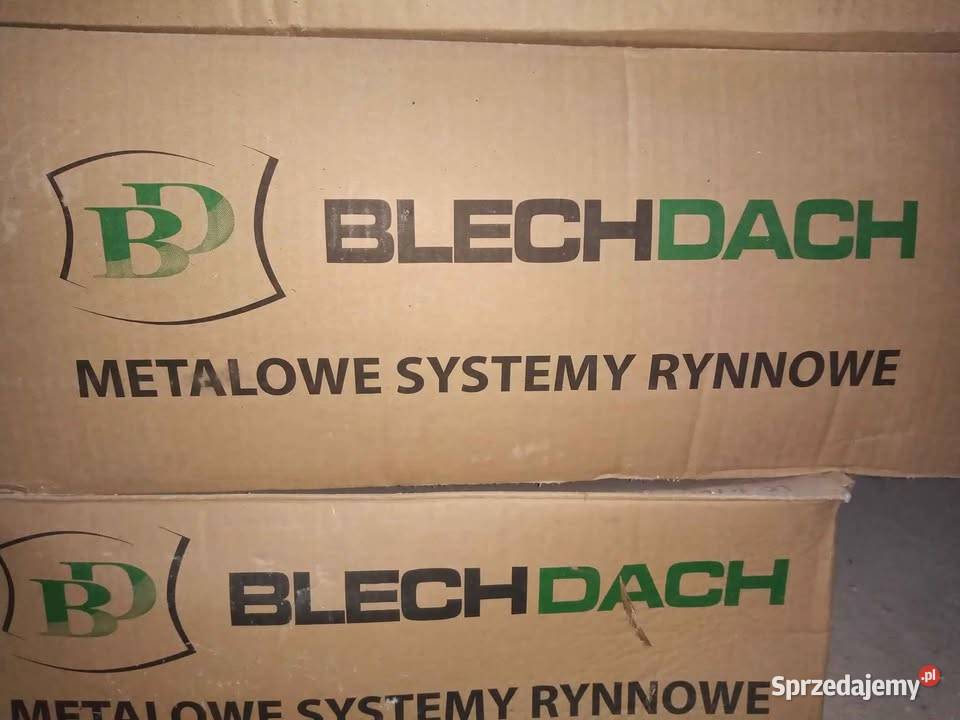 BD
BLECHDACH
METALOWE SYSTEMY RYNNOWE
BD
BLECHDACH
METALOWE SYSTEMY RYNNOWE
Sprzedajemy.pl